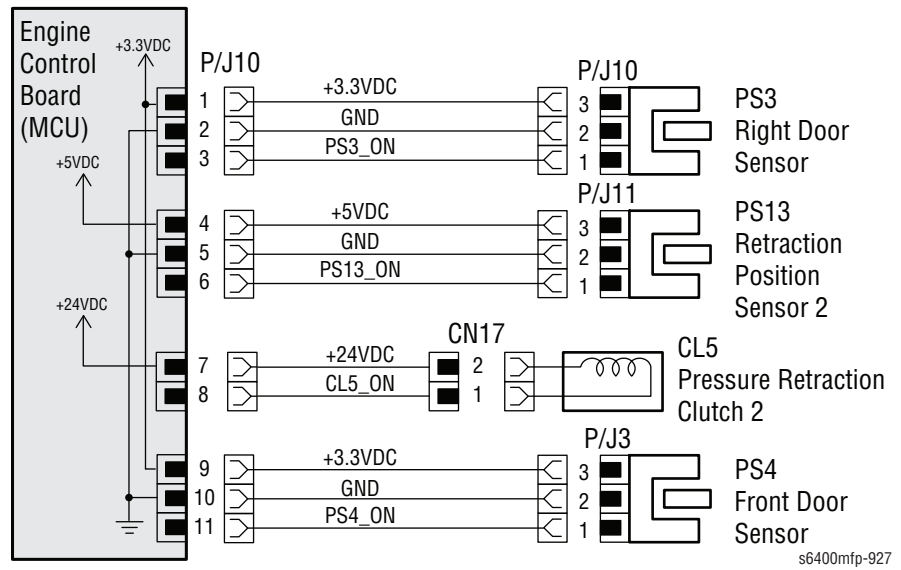 Engine
Control
Board
(MCU)
+3.3VDC
+5VDC
+24VDC
P/J10
1
2
3
+3.3VDC
GND
PS3_ON
P/J10
3
2
1
PS3
Right Door
Sensor
4
5
6
+5VDC
GND
PS13_ON
P/J11
3
2
1
PS13
Retraction
Position
Sensor 2
7
8
+24VDC
CL5_ON
CN17
2
1
CL5
Pressure Retraction
Clutch 2
9
10
11
+3.3VDC
GND
PS4_ON
P/J3
3
2
1
PS4
Front Door
Sensor
s6400mfp-927